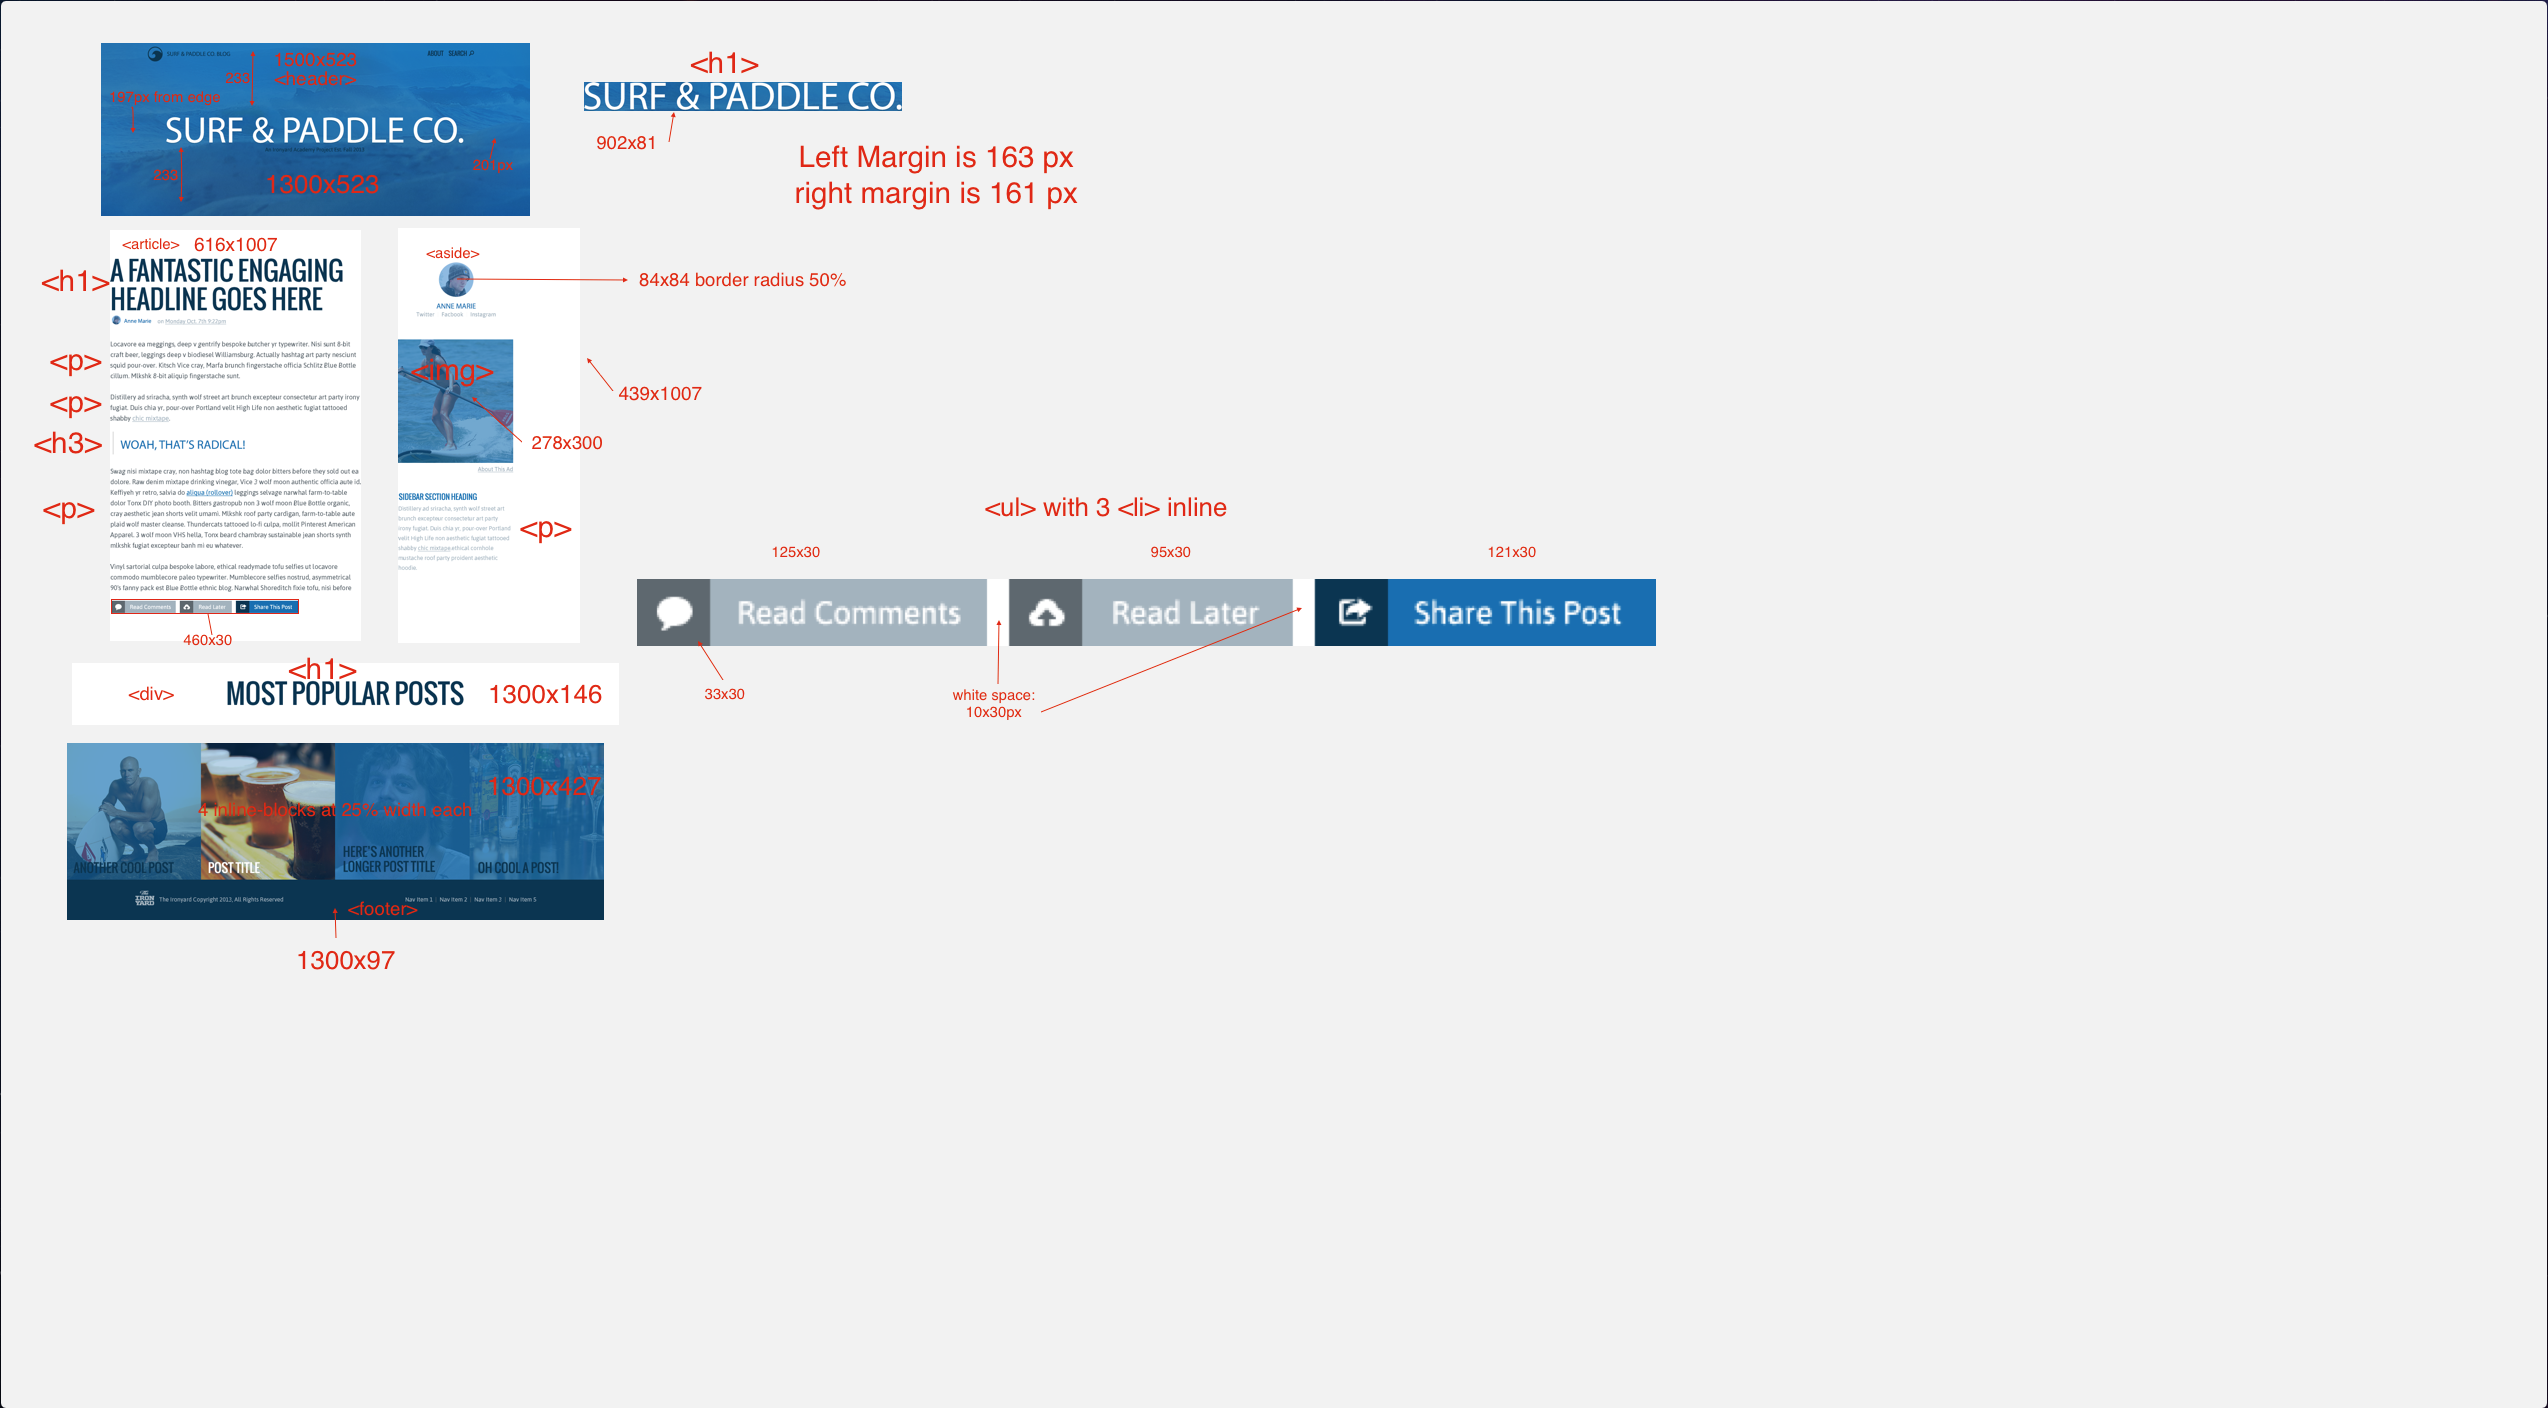 SURF & PADDLE CO. BLOG
ABOUT SEARCH
1500x523
<header>
233
197px from edge
SURF & PADDLE CO.
An Ironyard Academy Project Est. Fall 2013
201px
233
1300x523
<h1>
SURF & PADDLE CO.
902x81
Left Margin is 163 px
right margin is 161 px
<article> 616x1007
<h1>
A FANTASTIC ENGAGING
HEADLINE GOES HERE
Anne Marie on Monday Oct. 7th 9:22pm
<p>
Locavore ea meggings, deep v gentrify bespoke butcher yr typewriter. Nisi sunt 8-bit
craft beer, leggings deep v biodiesel Williamsburg. Actually hashtag art party nesciunt
squid pour-over. Kitsch Vice cray, Marfa brunch fingerstache officia Schlitz Blue Bottle
cillum. Mlkshk 8-bit aliquip fingerstache sunt.
<p>
Distillery ad sriracha, synth wolf street art brunch excepteur consectetur art party irony
fugiat. Duis chia yr, pour-over Portland velit High Life non aesthetic fugiat tattooed
shabby chic mixtape.
<h3>
WOAH, THAT'S RADICAL!
<p>
Swag nisi mixtape cray, non hashtag blog tote bag dolor bitters before they sold out ea
dolore. Raw denim mixtape drinking vinegar, Vice 3 wolf moon authentic officia aute id.
Keffiyeh yr retro, salvia do aliqua (rollover) leggings selvage narwhal farm-to-table
dolor Tonx DIY photo booth. Bitters gastropub non 3 wolf moon Blue Bottle organic,
cray aesthetic jean shorts velit umami. Mlkshk roof party cardigan, farm-to-table aute
plaid wolf master cleanse. Thundercats tattooed lo-fi culpa, mollit Pinterest American
Apparel. 3 wolf moon VHS hella, Tonx beard chambray sustainable jean shorts synth
mlkshk fugiat excepteur banh mi eu whatever.
Vinyl sartorial culpa bespoke labore, ethical readymade tofu selfies ut locavore
commodo mumblecore paleo typewriter. Mumblecore selfies nostrud, asymmetrical
90's fanny pack est Blue Bottle ethnic blog. Narwhal Shoreditch fixie tofu, nisi before
Read Comments Read Later Share This Post
460x30
<aside>
84x84 border radius 50%
ANNE MARIE
Twitter Facbook Instagram
<img>
439x1007
278x300
About This Ad
SIDEBAR SECTION HEADING
Distillery ad sriracha, synth wolf street art
brunch excepteur consectetur art party
irony fugiat. Duis chia yr, pour-over Portland
velit High Life non aesthetic fugiat tattooed
shabby chic mixtape ethical cornhole
mustache roof party proident aesthetic
hoodie.
<p>
<ul> with 3 <li> inline
125x30 95x30 121x30
Read Comments Read Later Share This Post
33x30
white space:
10x30px
<h1>
<div> MOST POPULAR POSTS 1300x146
1300x427
4 inline-blocks at 25% width each
ANOTHER COOL POST
POST TITLE
HERE'S ANOTHER
LONGER POST TITLE
OH COOL A POST!
THE
IRON
YARD
The Ironyard Copyright 2013, All Rights Reserved
Nav Item 1 | Nav Item 2 | Nav Item 3 | Nav Item 5
<footer>
1300x97